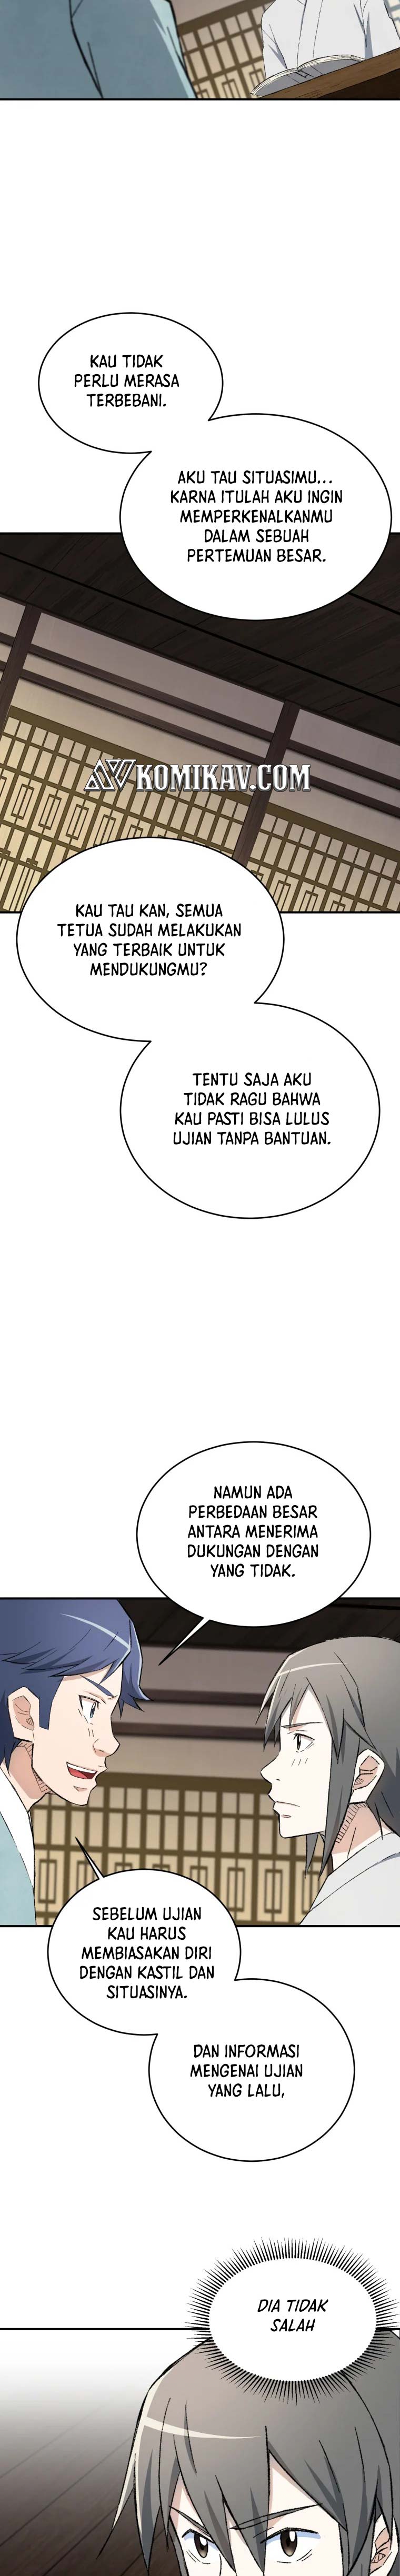 KAU TIDAK
PERLU MERASA
TERBEBANI.
AKU TAU SITUASIMU...
KARNA ITULAH AKU INGIN
MEMPERKENALKANMU
DALAM SEBUAH
PERTEMUAN BESAR.
KOMIKAV.COM
KAU TAU KAN, SEMUA
TETUA SUDAH MELAKUKAN
YANG TERBAIK UNTUK
MENDUKUNGMU?
TENTU SAJA AKU
TIDAK RAGU BAHWA
KAU PASTI BISA LULUS
UJIAN TANPA BANTUAN.
NAMUN ADA
PERBEDAAN BESAR
ANTARA MENERIMA
DUKUNGAN DENGAN
YANG TIDAK.
SEBELUM UJIAN
KAU HARUS
MEMBIASAKAN DIRI
DENGAN KASTIL DAN
SITUASINYA.
DAN INFORMASI
MENGENAI UJIAN
YANG LALU,
DIA TIDAK
SALAH